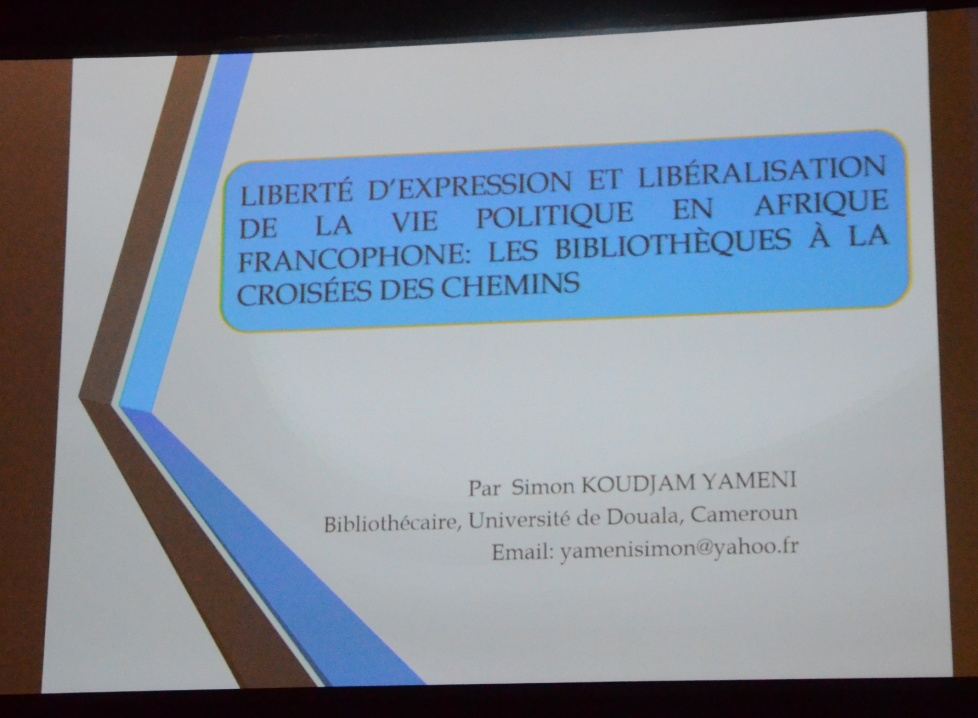 LIBERTÉ D'EXPRESSION ET LIBÉRALISATION
DE LA VIE POLITIQUE EN AFRIQUE
FRANCOPHONE: LES BIBLIOTHÈQUES À LA
CROISÉES DES CHEMINS
Par Simon KOUDJAM YAMENI
Bibliothécaire, Université de Douala, Cameroun
Email: yamenisimon@yahoo.fr